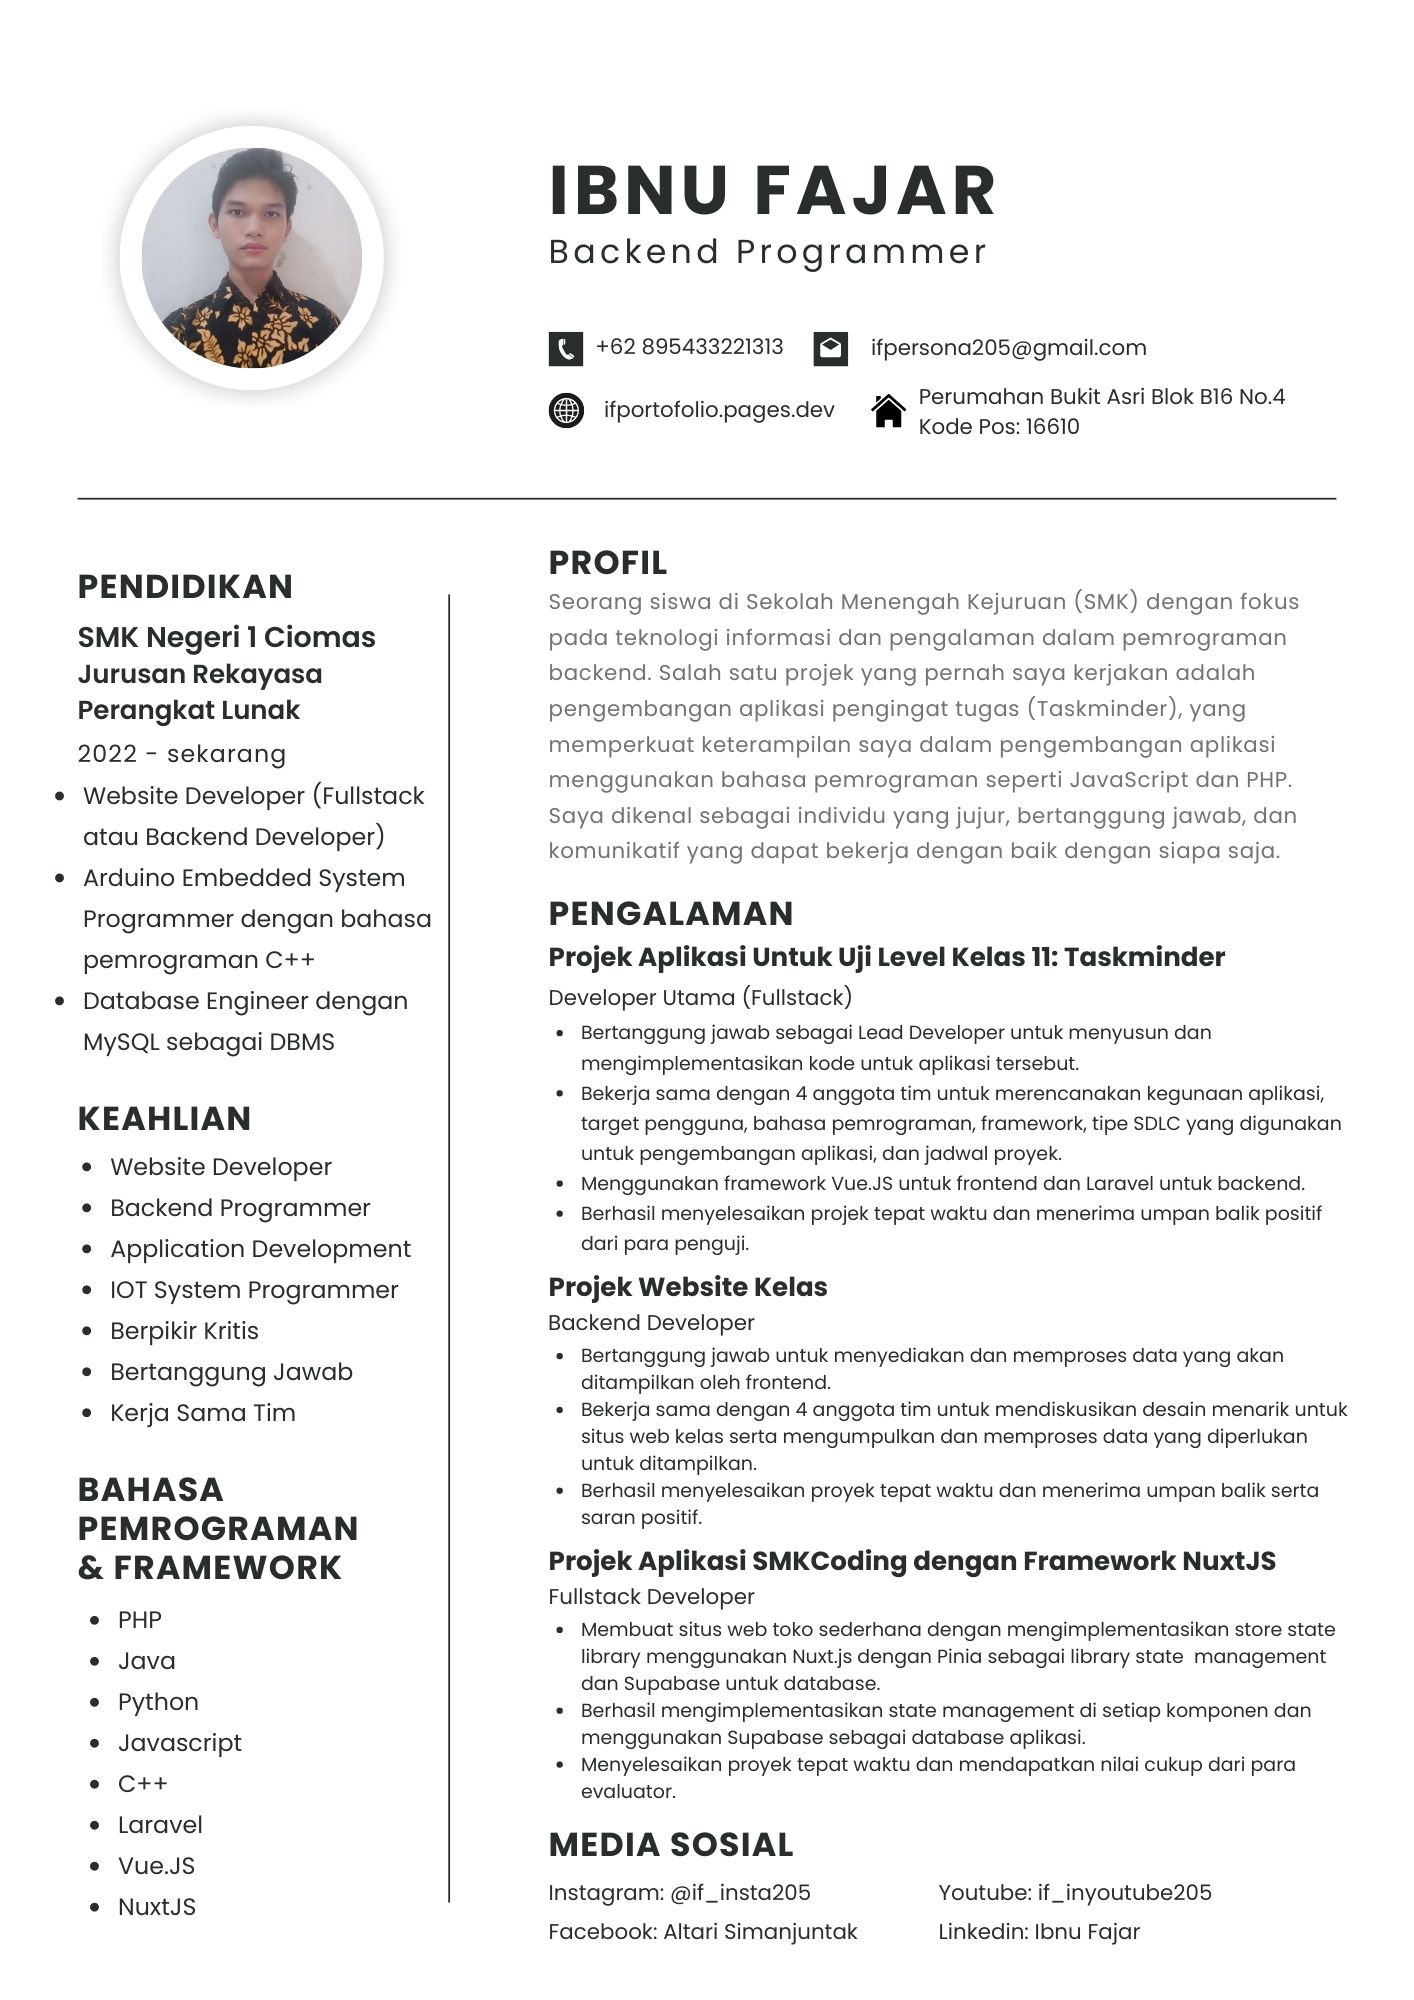 IBNU FAJAR
Backend Programmer
+62 895433221313
ifpersona205@gmail.com
ifportofolio.pages.dev
Perumahan Bukit Asri Blok B16 No.4
Kode Pos: 16610
PENDIDIKAN
SMK Negeri 1 Ciomas
Jurusan Rekayasa
Perangkat Lunak
2022 - sekarang
Website Developer (Fullstack
atau Backend Developer)
Arduino Embedded System
Programmer dengan bahasa
pemrograman C++
Database Engineer dengan
MySQL sebagai DBMS
KEAHLIAN
Website Developer
Backend Programmer
Application Development
IOT System Programmer
Berpikir Kritis
Bertanggung Jawab
Kerja Sama Tim
BAHASA
PEMROGRAMAN
& FRAMEWORK
PHP
Java
Python
Javascript
C++
Laravel
Vue.JS
NuxtJS
PROFIL
Seorang siswa di Sekolah Menengah Kejuruan (SMK) dengan fokus
pada teknologi informasi dan pengalaman dalam pemrograman
backend. Salah satu projek yang pernah saya kerjakan adalah
pengembangan aplikasi pengingat tugas (Taskminder), yang
memperkuat keterampilan saya dalam pengembangan aplikasi
menggunakan bahasa pemrograman seperti JavaScript dan PHP.
Saya dikenal sebagai individu yang jujur, bertanggung jawab, dan
komunikatif yang dapat bekerja dengan baik dengan siapa saja.
PENGALAMAN
Projek Aplikasi Untuk Uji Level Kelas 11: Taskminder
Developer Utama (Fullstack)
Bertanggung jawab sebagai Lead Developer untuk menyusun dan
mengimplementasikan kode untuk aplikasi tersebut.
Bekerja sama dengan 4 anggota tim untuk merencanakan kegunaan aplikasi,
target pengguna, bahasa pemrograman, framework, tipe SDLC yang digunakan
untuk pengembangan aplikasi, dan jadwal proyek.
Menggunakan framework Vue.JS untuk frontend dan Laravel untuk backend.
Berhasil menyelesaikan projek tepat waktu dan menerima umpan balik positif
dari para penguji.
Projek Website Kelas
Backend Developer
Bertanggung jawab untuk menyediakan dan memproses data yang akan
ditampilkan oleh frontend.
Bekerja sama dengan 4 anggota tim untuk mendiskusikan desain menarik untuk
situs web kelas serta mengumpulkan dan memproses data yang diperlukan
untuk ditampilkan.
Berhasil menyelesaikan proyek tepat waktu dan menerima umpan balik serta
saran positif.
Projek Aplikasi SMKCoding dengan Framework NuxtJS
Fullstack Developer
Membuat situs web toko sederhana dengan mengimplementasikan store state
library menggunakan Nuxt.js dengan Pinia sebagai library state  management
dan Supabase untuk database.
Berhasil mengimplementasikan state management di setiap komponen dan
menggunakan Supabase sebagai database aplikasi.
Menyelesaikan proyek tepat waktu dan mendapatkan nilai cukup dari para
evaluator.
MEDIA SOSIAL
Instagram: @if_insta205
Youtube: if_inyoutube205
Facebook: Altari Simanjuntak
Linkedin: Ibnu Fajar